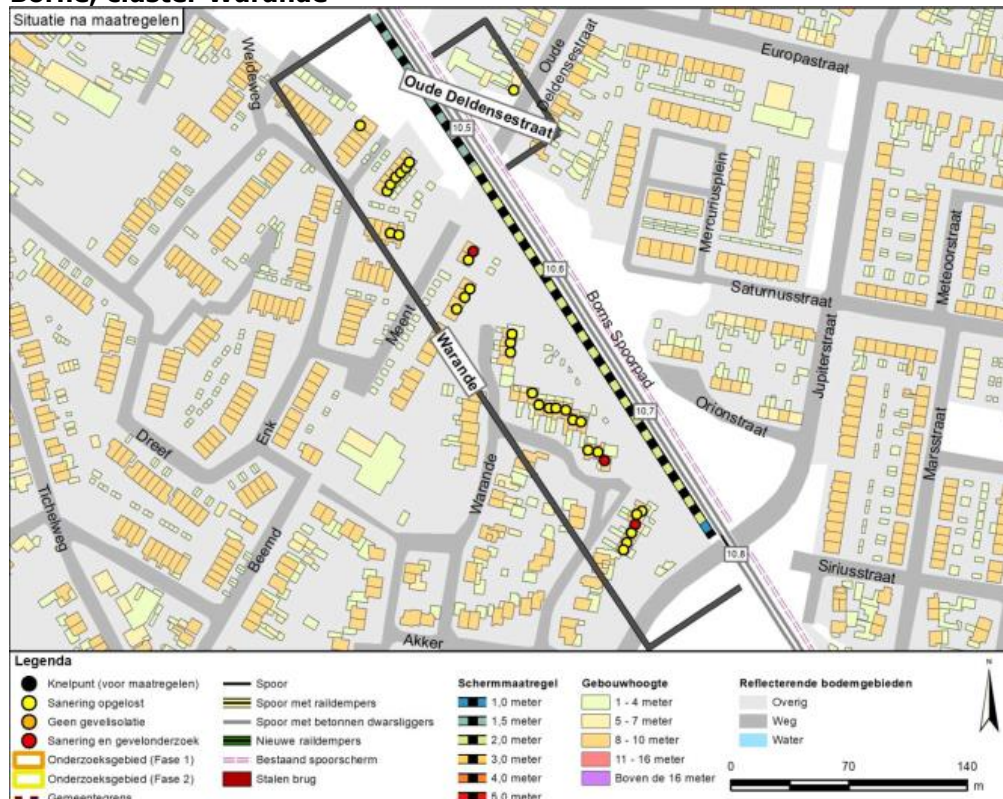 Borne, cluster Warande
Situatie na maatregelen
Weideweg
Oude Deldensestraat
Oude Deldensestraat
Europastraat
10,5
Mercuriusplein
Meteoorstraat
10,6
Saturnusstraat
Borns Spoorpad
Meent
Warande
Jupiterstraat
10,7
Orionstraat
Marsstraat
Dreef
Enk
Warande
Tichelweg
Beemd
10,8
Siriusstraat
Akker
Legenda
Knelpunt (voor maatregelen)
Sanering opgelost
Geen gevelisolatie
Sanering en gevelonderzoek
Onderzoeksgebied (Fase 1)
Onderzoeksgebied (Fase 2)
Gemeentegrens
Spoor
Spoor met raildempers
Spoor met betonnen dwarsliggers
Nieuwe raildempers
Bestaand spoorscherm
Stalen brug
Schermmaatregel
1,0 meter
1,5 meter
2,0 meter
3,0 meter
4,0 meter
5,0 meter
Gebouwhoogte
1 - 4 meter
5 - 7 meter
8 - 10 meter
11 - 16 meter
Boven de 16 meter
Reflecterende bodemgebieden
Overig
Weg
Water
N
0 70 140
m